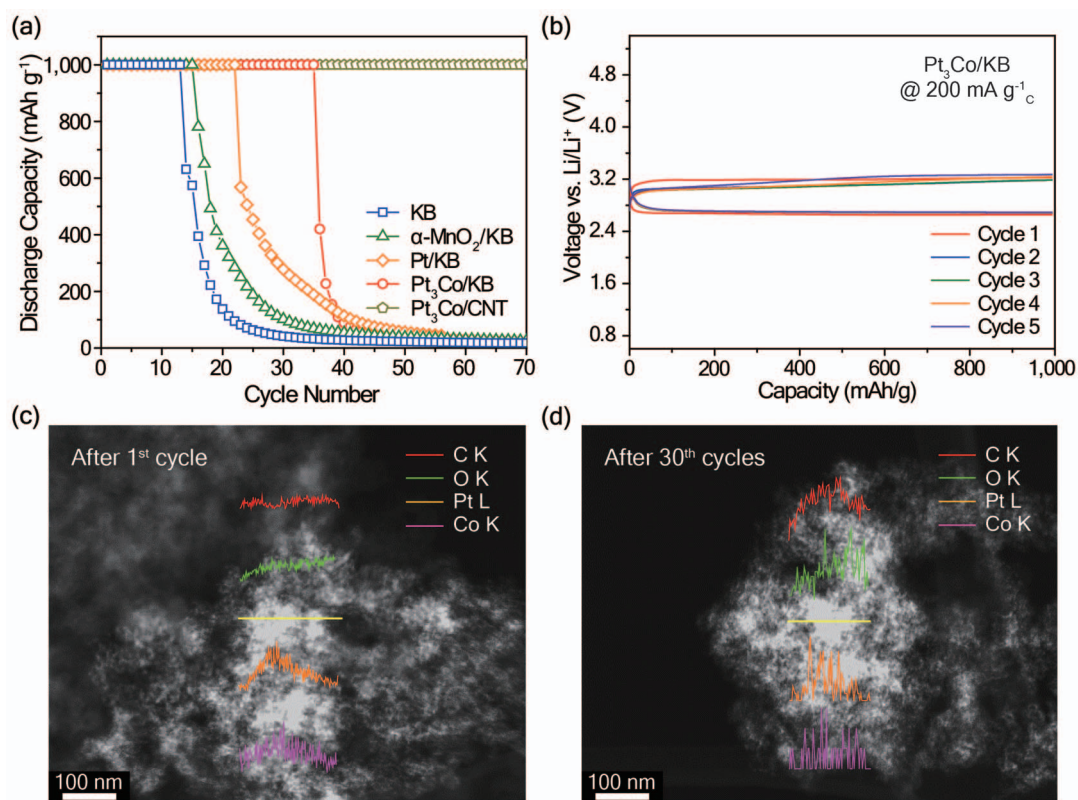 (a)
1,000
800
600
400
200
0
0 10 20 30 40 50 60 70
Discharge Capacity (mAh g⁻¹)
Cycle Number
KB
α-MnO₂/KB
Pt/KB
Pt₃Co/KB
Pt₃Co/CNT
(b)
Pt₃Co/KB
@ 200 mA g⁻¹C
4.8
4.0
3.2
2.4
1.6
0.8
0 200 400 600 800 1,000
Voltage vs. Li/Li⁺ (V)
Capacity (mAh/g)
Cycle 1
Cycle 2
Cycle 3
Cycle 4
Cycle 5
(c)
After 1ˢᵗ cycle
C K
O K
Pt L
Co K
100 nm
(d)
After 30ᵗʰ cycles
C K
O K
Pt L
Co K
100 nm